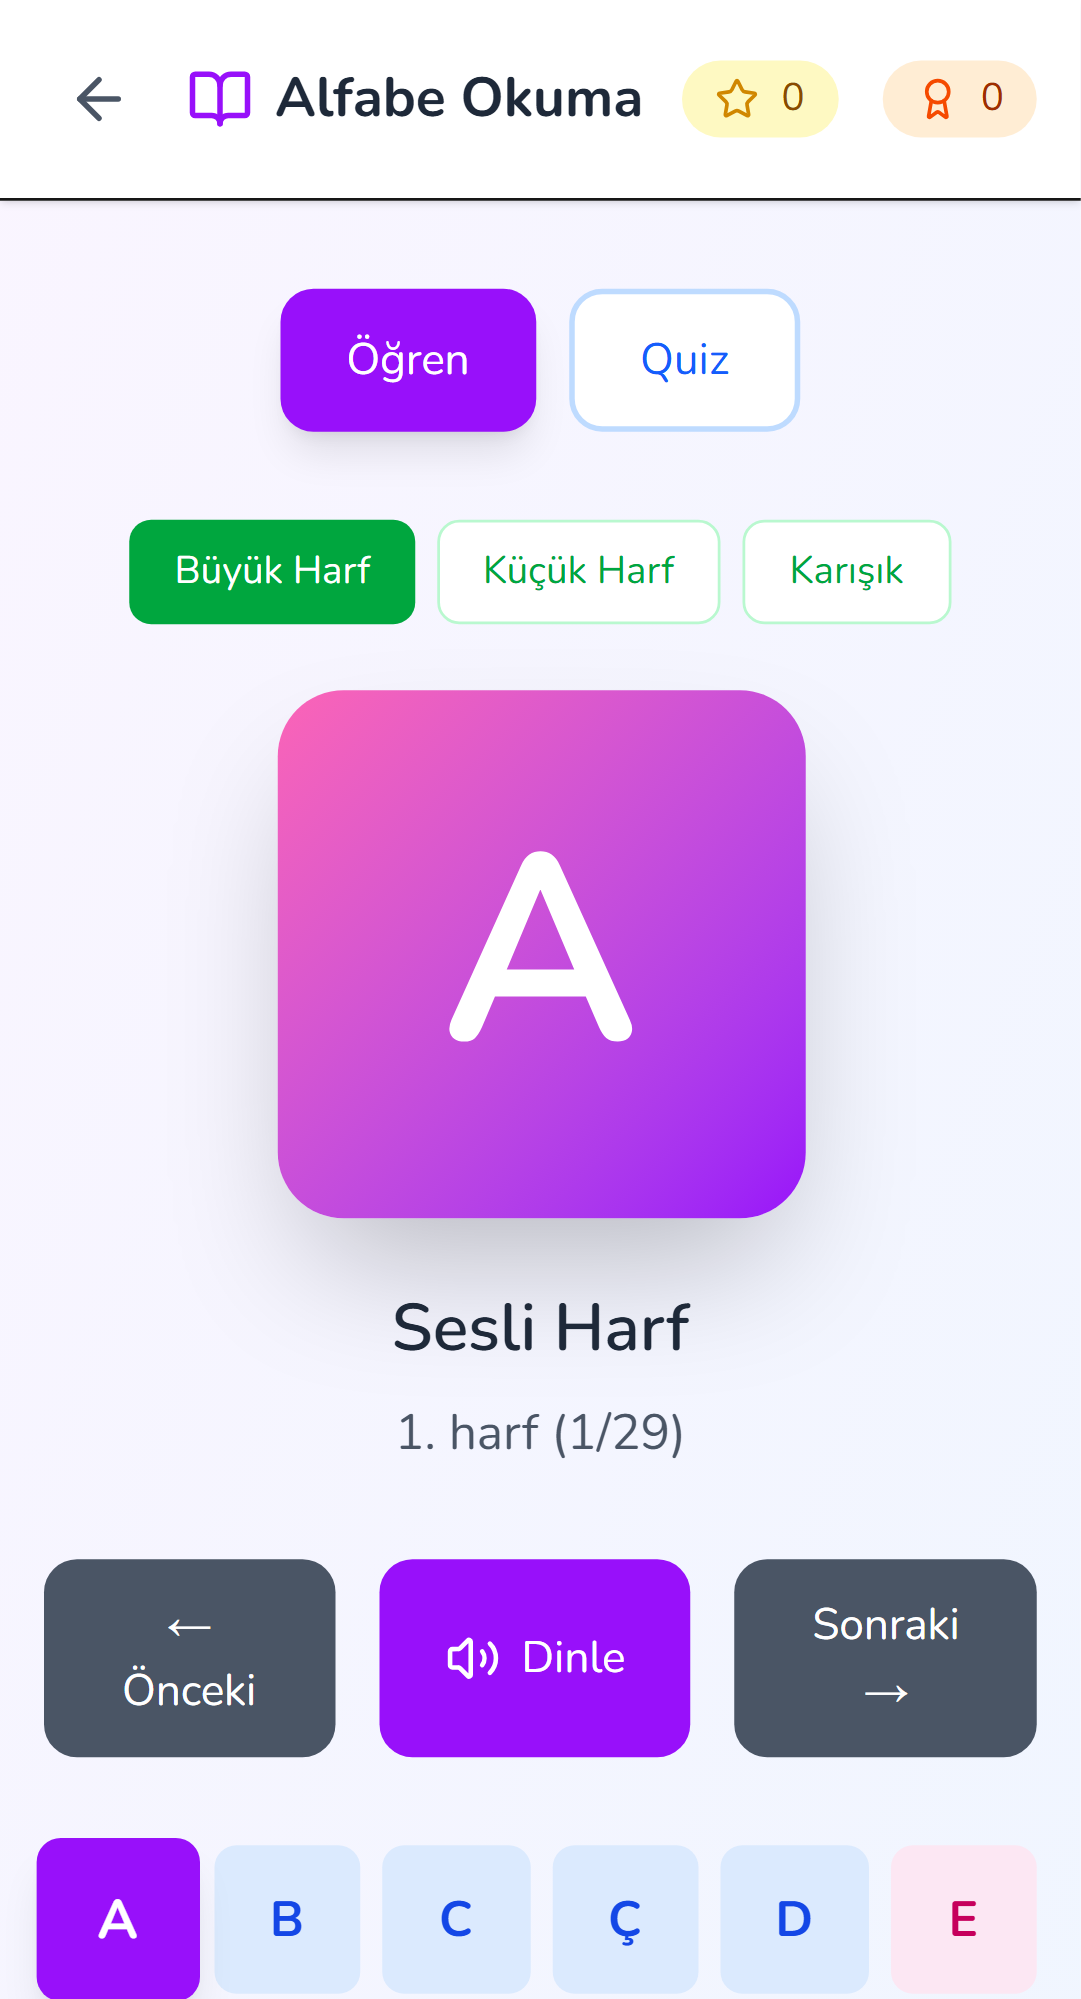 Alfabe Okuma 0 0
Öğren Quiz
Büyük Harf Küçük Harf Karışık
A
Sesli Harf
1. harf (1/29)
← Önceki
Dinle
Sonraki →
A B C Ç D E